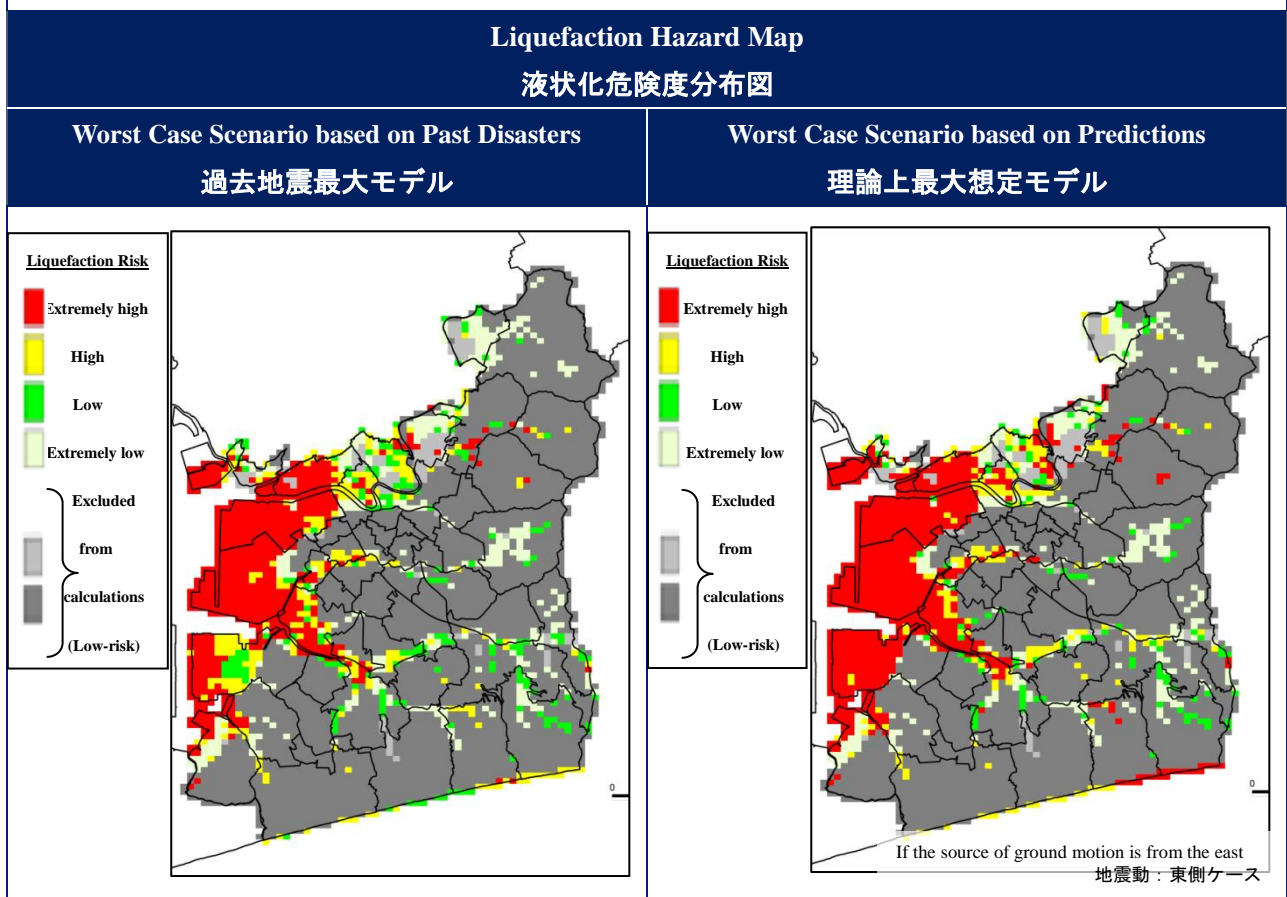 Liquefaction Hazard Map
液状化危険度分布図
Worst Case Scenario based on Past Disasters
過去地震最大モデル
Worst Case Scenario based on Predictions
理論上最大想定モデル
Liquefaction Risk
Extremely high
High
Low
Extremely low
Excluded
from
calculations
(Low-risk)
0
Liquefaction Risk
Extremely high
High
Low
Extremely low
Excluded
from
calculations
(Low-risk)
0
If the source of ground motion is from the east
地震動：東側ケース